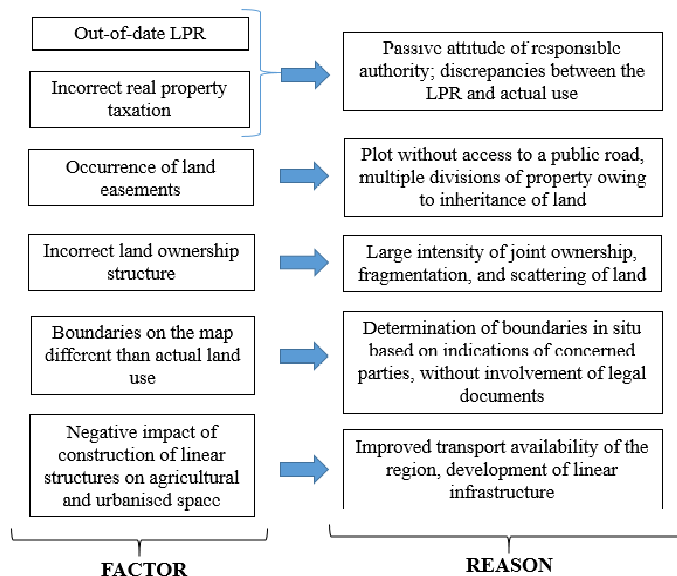 Out-of-date LPR
Incorrect real property
taxation
Passive attitude of responsible
authority; discrepancies between the
LPR and actual use
Occurrence of land
easements
Plot without access to a public road,
multiple divisions of property owing
to inheritance of land
Incorrect land ownership
structure
Large intensity of joint ownership,
fragmentation, and scattering of land
Boundaries on the map
different than actual land
use
Determination of boundaries in situ
based on indications of concerned
parties, without involvement of legal
documents
Negative impact of
construction of linear
structures on agricultural
and urbanised space
Improved transport availability of the
region, development of linear
infrastructure
FACTOR
REASON